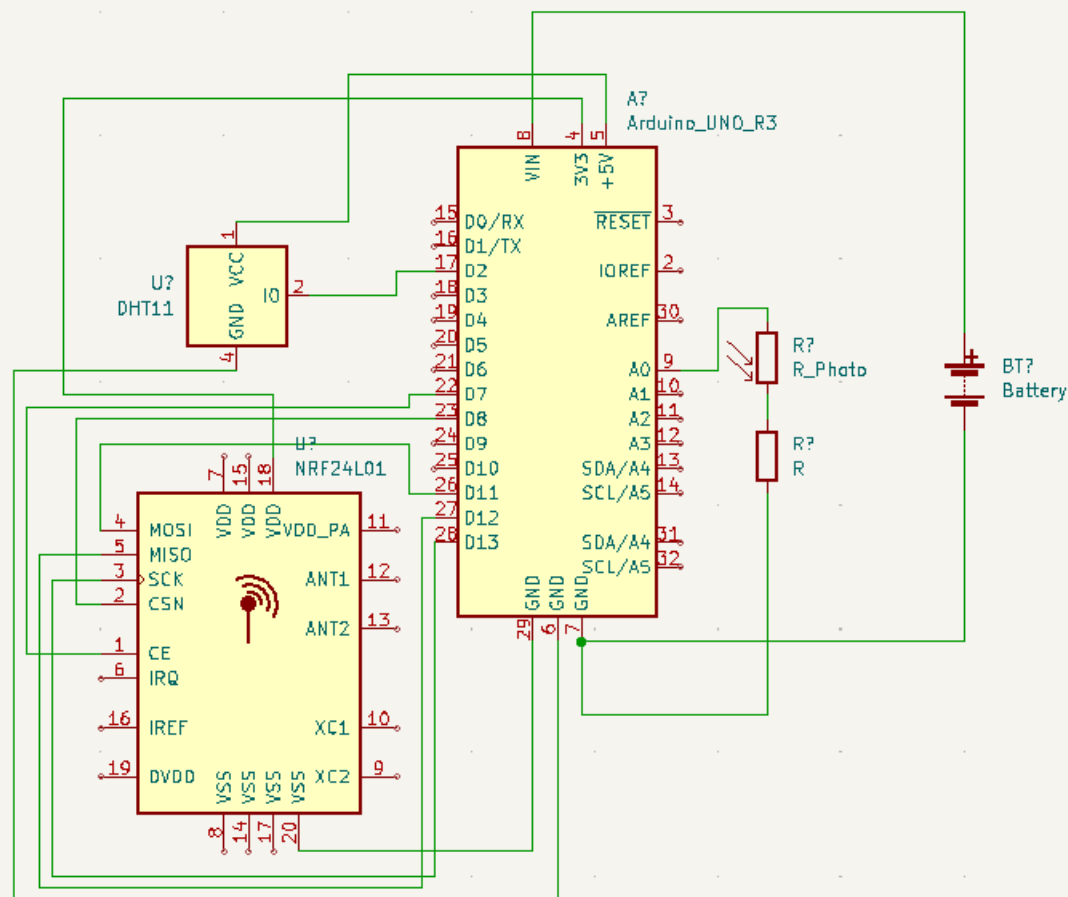 A?
Arduino_UNO_R3
8
4
5
VIN
3V3
+5V
15 D0/RX
RESET 3
16 D1/TX
17 D2
IOREF 2
18 D3
19 D4
AREF 30
20 D5
21 D6
A0 9
22 D7
A1 10
23 D8
A2 11
24 D9
A3 12
25 D10
SDA/A4 13
26 D11
SCL/A5 14
27 D12
28 D13
SDA/A4 31
SCL/A5 32
GND
GND
GND
29
6
7
U?
DHT11
1
VCC
IO 2
GND
4
R?
R_Photo
R?
R
+
BT?
Battery
U?
NRF24L01
7
15
18
VDD
VDD
VDD
VDD_PA 11
4 MOSI
5 MISO
3 SCK
ANT1 12
2 CSN
ANT2 13
1 CE
6 IRQ
16 IREF
XC1 10
19 DVDD
XC2 9
VSS
VSS
VSS
VSS
8
14
17
20